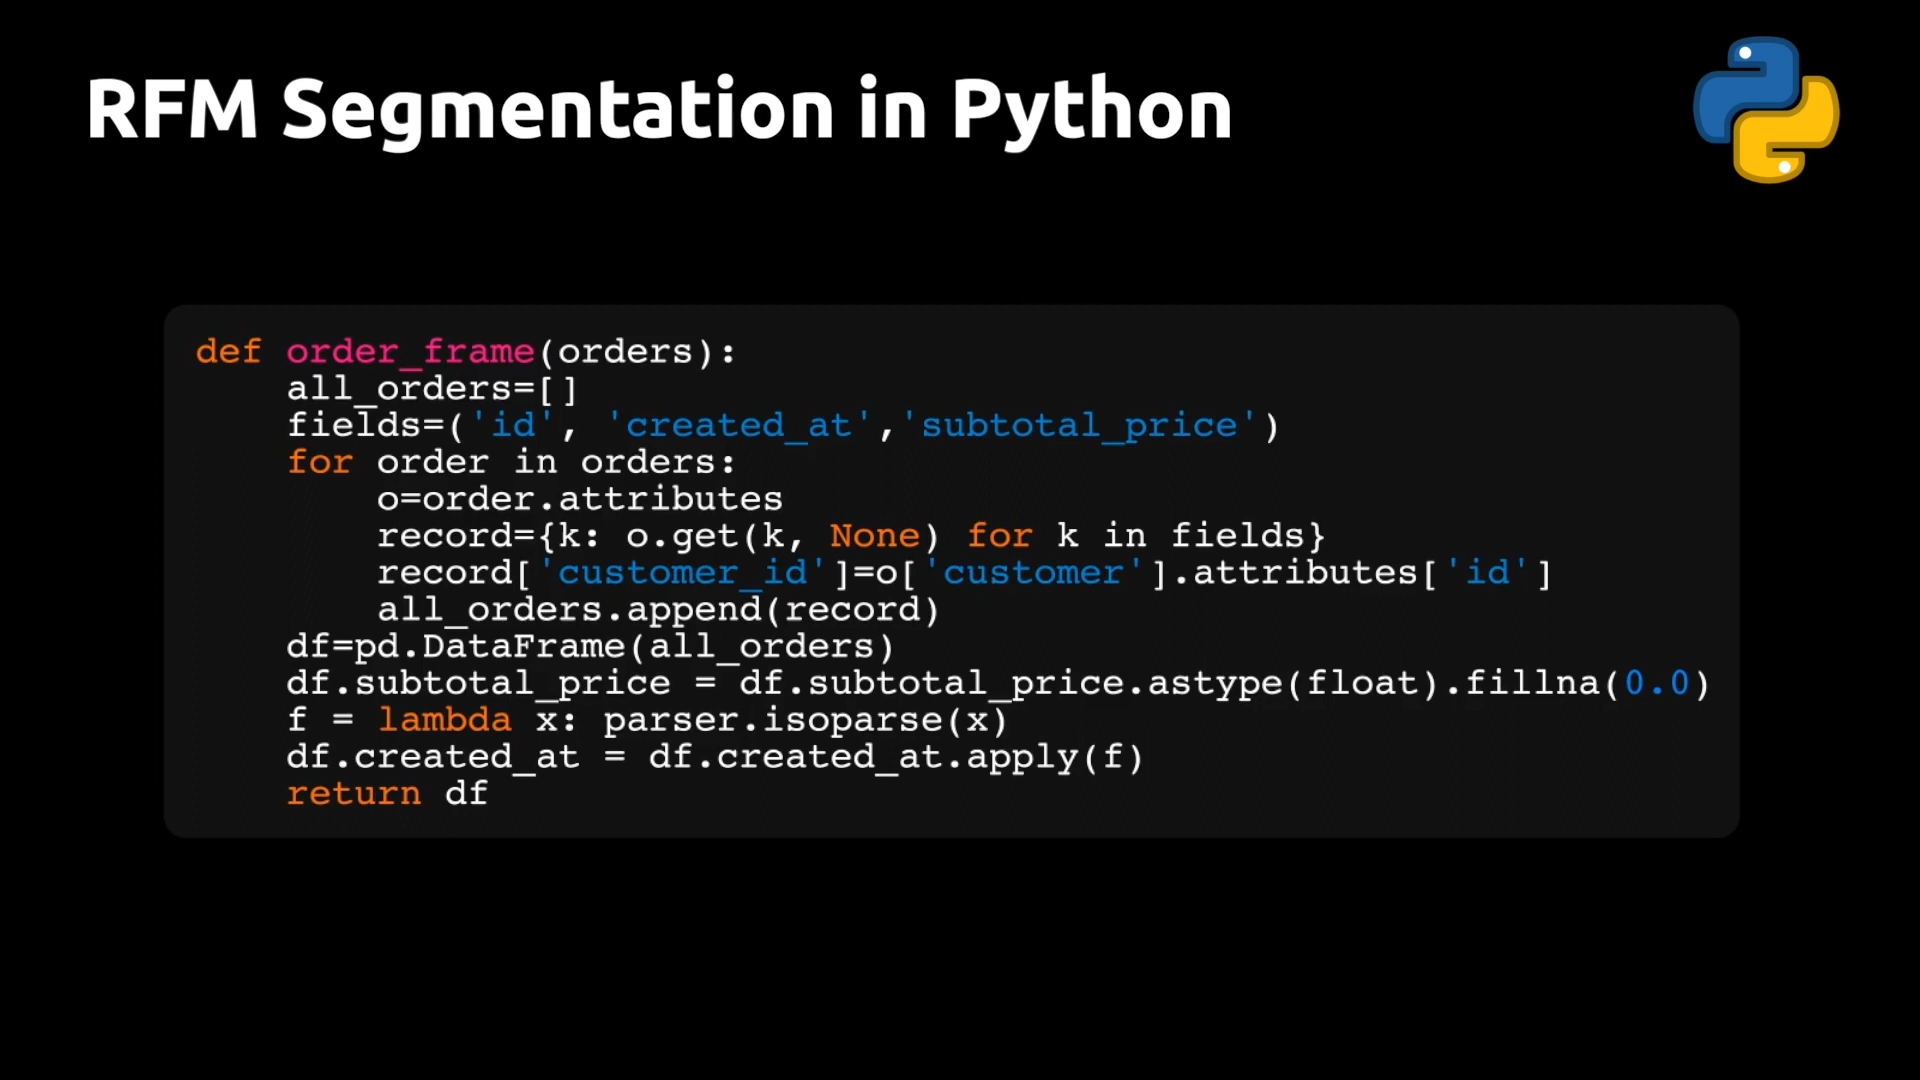 RFM Segmentation in Python
def order_frame(orders):
    all_orders=[]
    fields=('id', 'created_at','subtotal_price')
    for order in orders:
        o=order.attributes
        record={k: o.get(k, None) for k in fields}
        record['customer_id']=o['customer'].attributes['id']
        all_orders.append(record)
    df=pd.DataFrame(all_orders)
    df.subtotal_price = df.subtotal_price.astype(float).fillna(0.0)
    f = lambda x: parser.isoparse(x)
    df.created_at = df.created_at.apply(f)
    return df